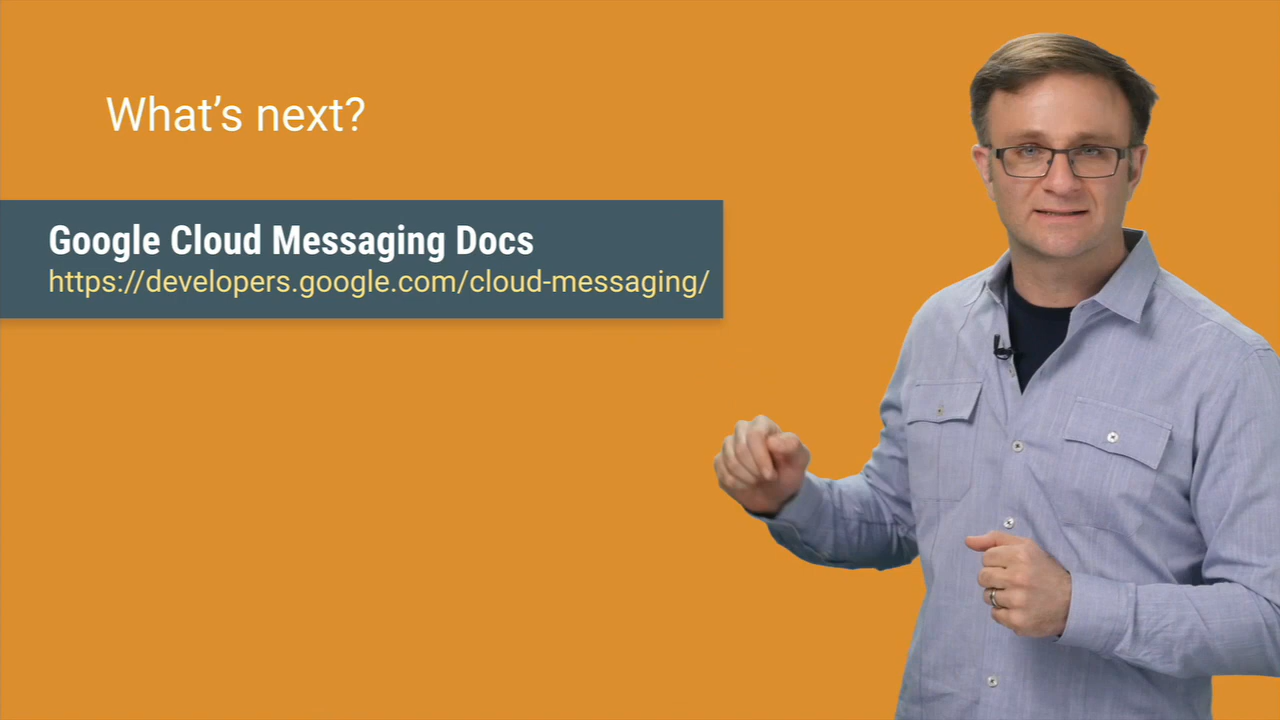 What’s next?
Google Cloud Messaging Docs
https://developers.google.com/cloud-messaging/